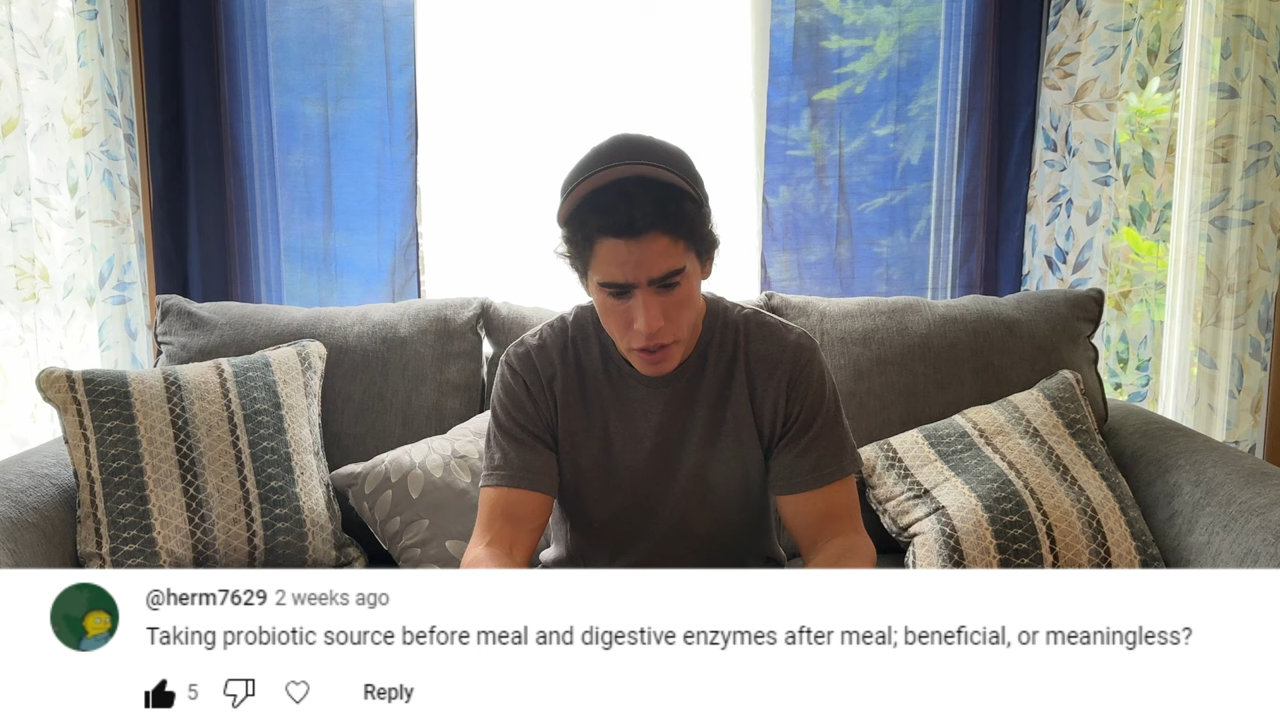 @herm7629 2 weeks ago
Taking probiotic source before meal and digestive enzymes after meal; beneficial, or meaningless?
5 Reply